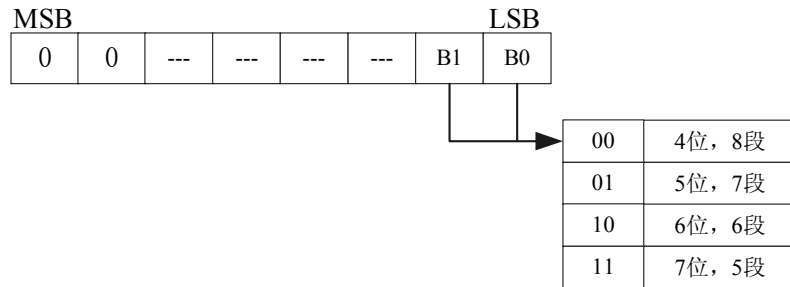 MSB LSB
0 0 --- --- --- --- B1 B0
00 4位，8段
01 5位，7段
10 6位，6段
11 7位，5段